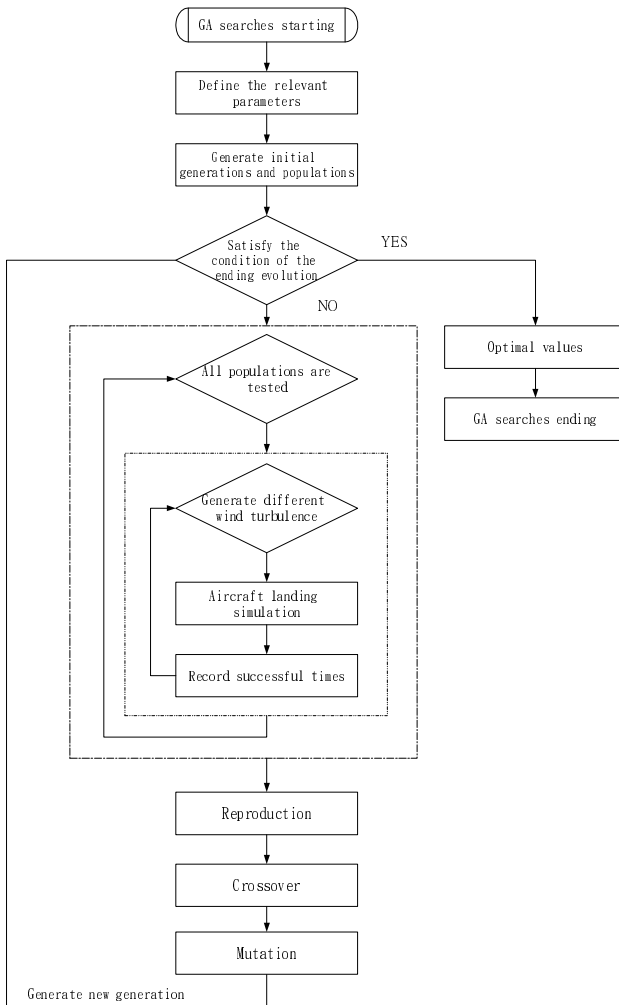 GA searches starting
Define the relevant
parameters
Generate initial
generations and populations
Satisfy the
condition of the
ending evolution
YES
NO
All populations are
tested
Optimal values
GA searches ending
Generate different
wind turbulence
Aircraft landing
simulation
Record successful times
Reproduction
Crossover
Mutation
Generate new generation